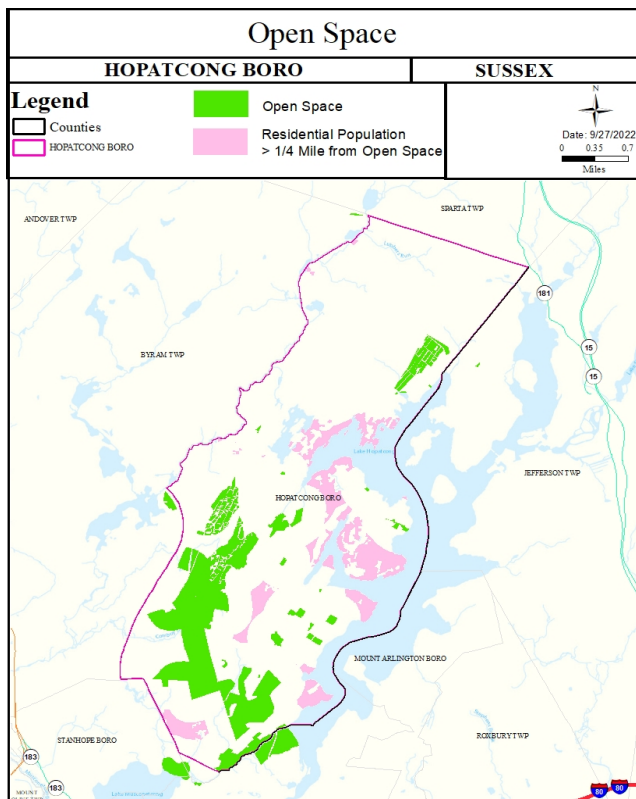 Open Space
HOPATCONG BORO
SUSSEX
Legend
Counties
HOPATCONG BORO
Open Space
Residential Population
> 1/4 Mile from Open Space
N
Date: 9/27/2022
0 0.35 0.7
Miles
SPARTA TWP
ANDOVER TWP
181
15
BYRAM TWP
15
Lake Hopatcong
JEFFERSON TWP
HOPATCONG BORO
MOUNT ARLINGTON BORO
ROXBURY TWP
STANHOPE BORO
183
183
MOUNT
80
80